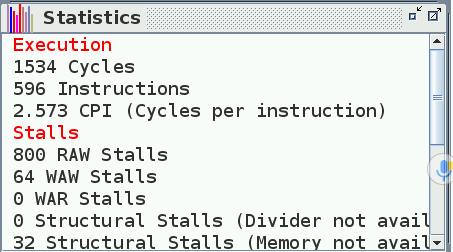 Statistics
Execution
1534 Cycles
596 Instructions
2.573 CPI (Cycles per instruction)
Stalls
800 RAW Stalls
64 WAW Stalls
0 WAR Stalls
0 Structural Stalls (Divider not avail
32 Structural Stalls (Memory not avail